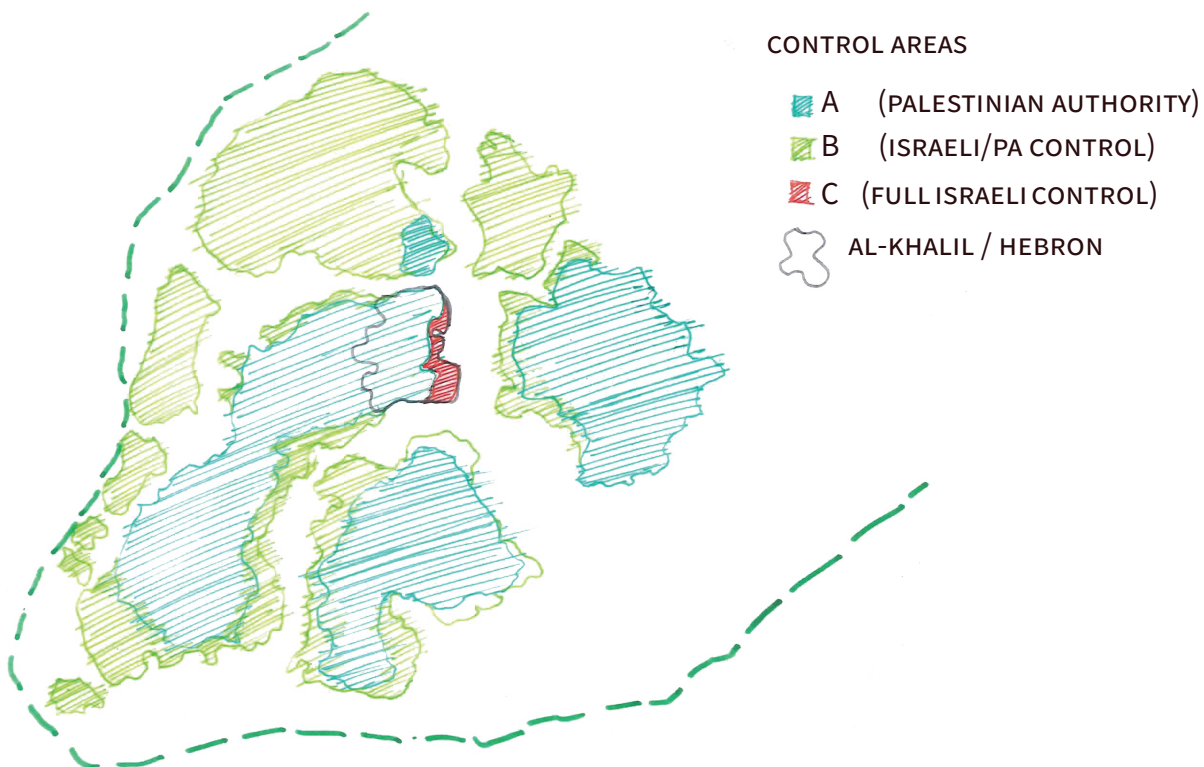 CONTROL AREAS
A (PALESTINIAN AUTHORITY)
B (ISRAELI/PA CONTROL)
C (FULL ISRAELI CONTROL)
AL-KHALIL / HEBRON